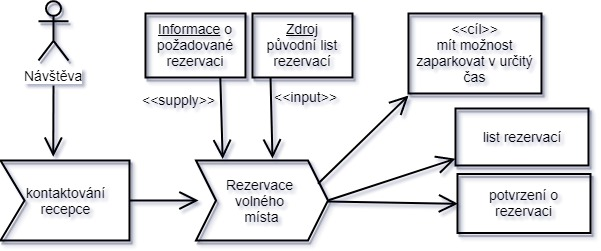 Návštěva
Informace o
požadované
rezervaci
Zdroj
původní list
rezervací
<<cíl>>
mít možnost
zaparkovat v určitý
čas
<<supply>>
<<input>>
list rezervací
kontaktování
recepce
Rezervace
volného
místa
potvrzení o
rezervaci